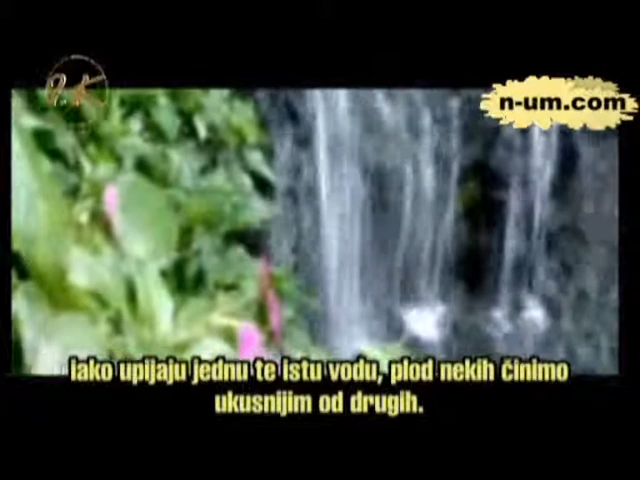 n-um.com
Iako upijaju jednu te istu vodu, plod nekih činimo
ukusnijim od drugih.